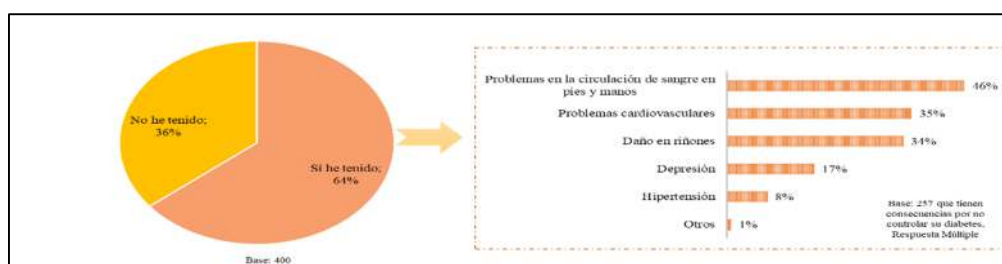 No he tenido;
36%
Sí he tenido;
64%
Base: 400
Problemas en la circulación de sangre en
pies y manos
46%
Problemas cardiovasculares
35%
Daño en riñones
34%
Depresión
17%
Hipertensión
8%
Otros
1%
Base: 257 que tienen
consecuencias por no
controlar su diabetes.
Respuesta Múltiple